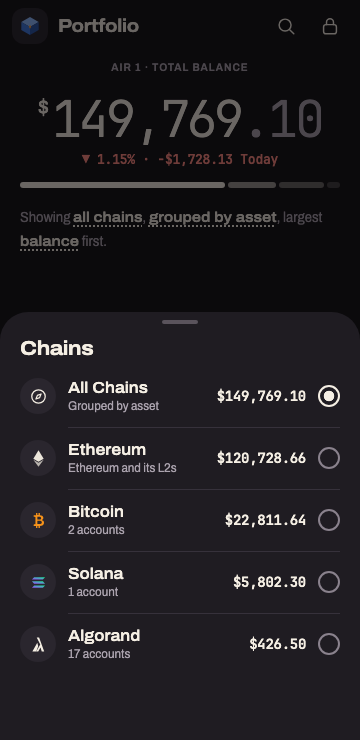 Portfolio
AIR 1 · TOTAL BALANCE
$149,769.10
▼ 1.15% · -$1,728.13 Today
Showing all chains, grouped by asset, largest
balance first.
Chains
All Chains
Grouped by asset
$149,769.10
Ethereum
Ethereum and its L2s
$120,728.66
Bitcoin
2 accounts
$22,811.64
Solana
1 account
$5,802.30
Algorand
17 accounts
$426.50